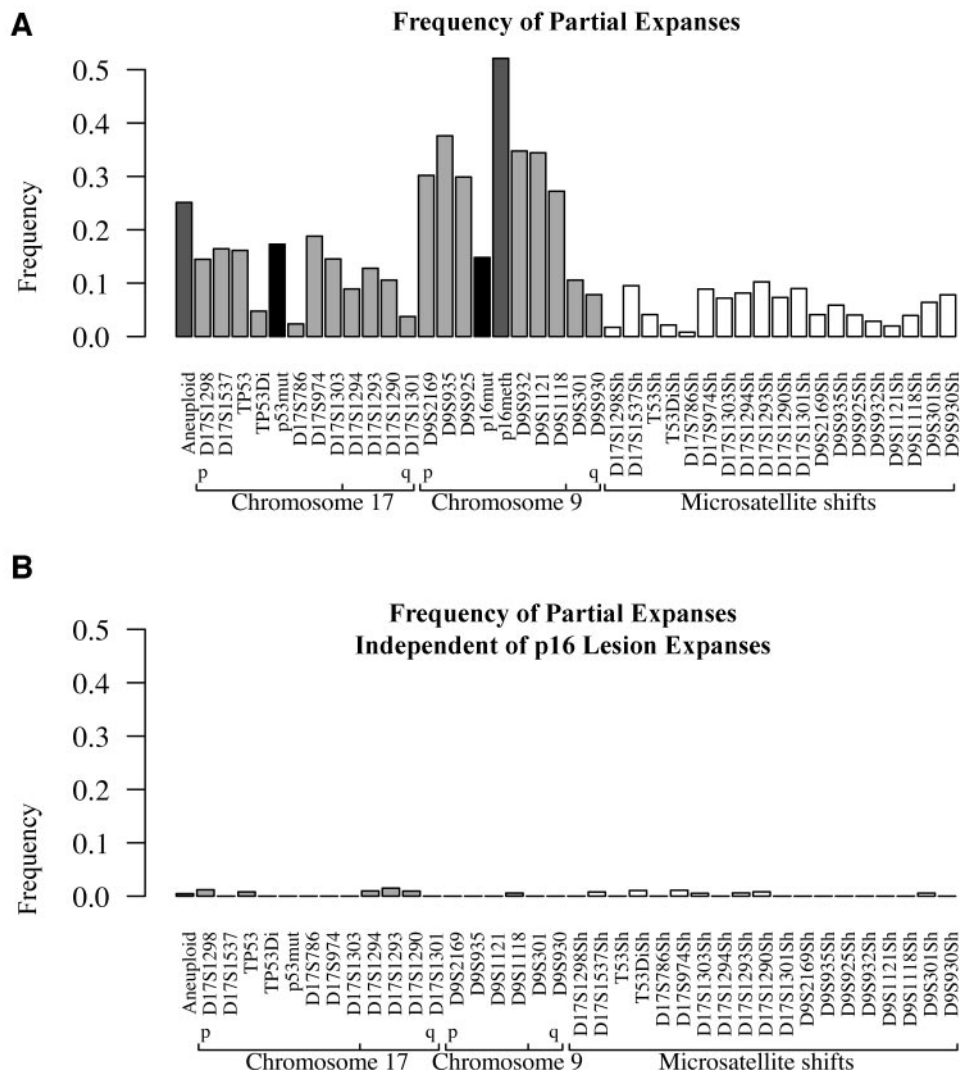 A
Frequency of Partial Expanses
Frequency
0.5
0.4
0.3
0.2
0.1
0.0
Aneuploid
D17S1298
D17S1537
TP53
TP53Di
p53mut
D17S786
D17S974
D17S1303
D17S1294
D17S1293
D17S1290
D17S1301
D9S2169
D9S935
D9S925
p16mut
p16meth
D9S932
D9S1121
D9S1118
D9S301
D9S930
D17S1298Sh
D17S1537Sh
T53Sh
T53DiSh
D17S786Sh
D17S974Sh
D17S1303Sh
D17S1294Sh
D17S1293Sh
D17S1290Sh
D17S1301Sh
D9S2169Sh
D9S935Sh
D9S925Sh
D9S932Sh
D9S1121Sh
D9S1118Sh
D9S301Sh
D9S930Sh
p q p q
Chromosome 17 Chromosome 9 Microsatellite shifts
B
Frequency of Partial Expanses
Independent of p16 Lesion Expanses
Frequency
0.5
0.4
0.3
0.2
0.1
0.0
Aneuploid
D17S1298
D17S1537
TP53
TP53Di
p53mut
D17S786
D17S974
D17S1303
D17S1294
D17S1293
D17S1290
D17S1301
D9S2169
D9S935
D9S1121
D9S1118
D9S301
D9S930
D17S1298Sh
D17S1537Sh
T53Sh
T53DiSh
D17S786Sh
D17S974Sh
D17S1303Sh
D17S1294Sh
D17S1293Sh
D17S1290Sh
D17S1301Sh
D9S2169Sh
D9S935Sh
D9S925Sh
D9S932Sh
D9S1121Sh
D9S1118Sh
D9S301Sh
D9S930Sh
p q p q
Chromosome 17 Chromosome 9 Microsatellite shifts